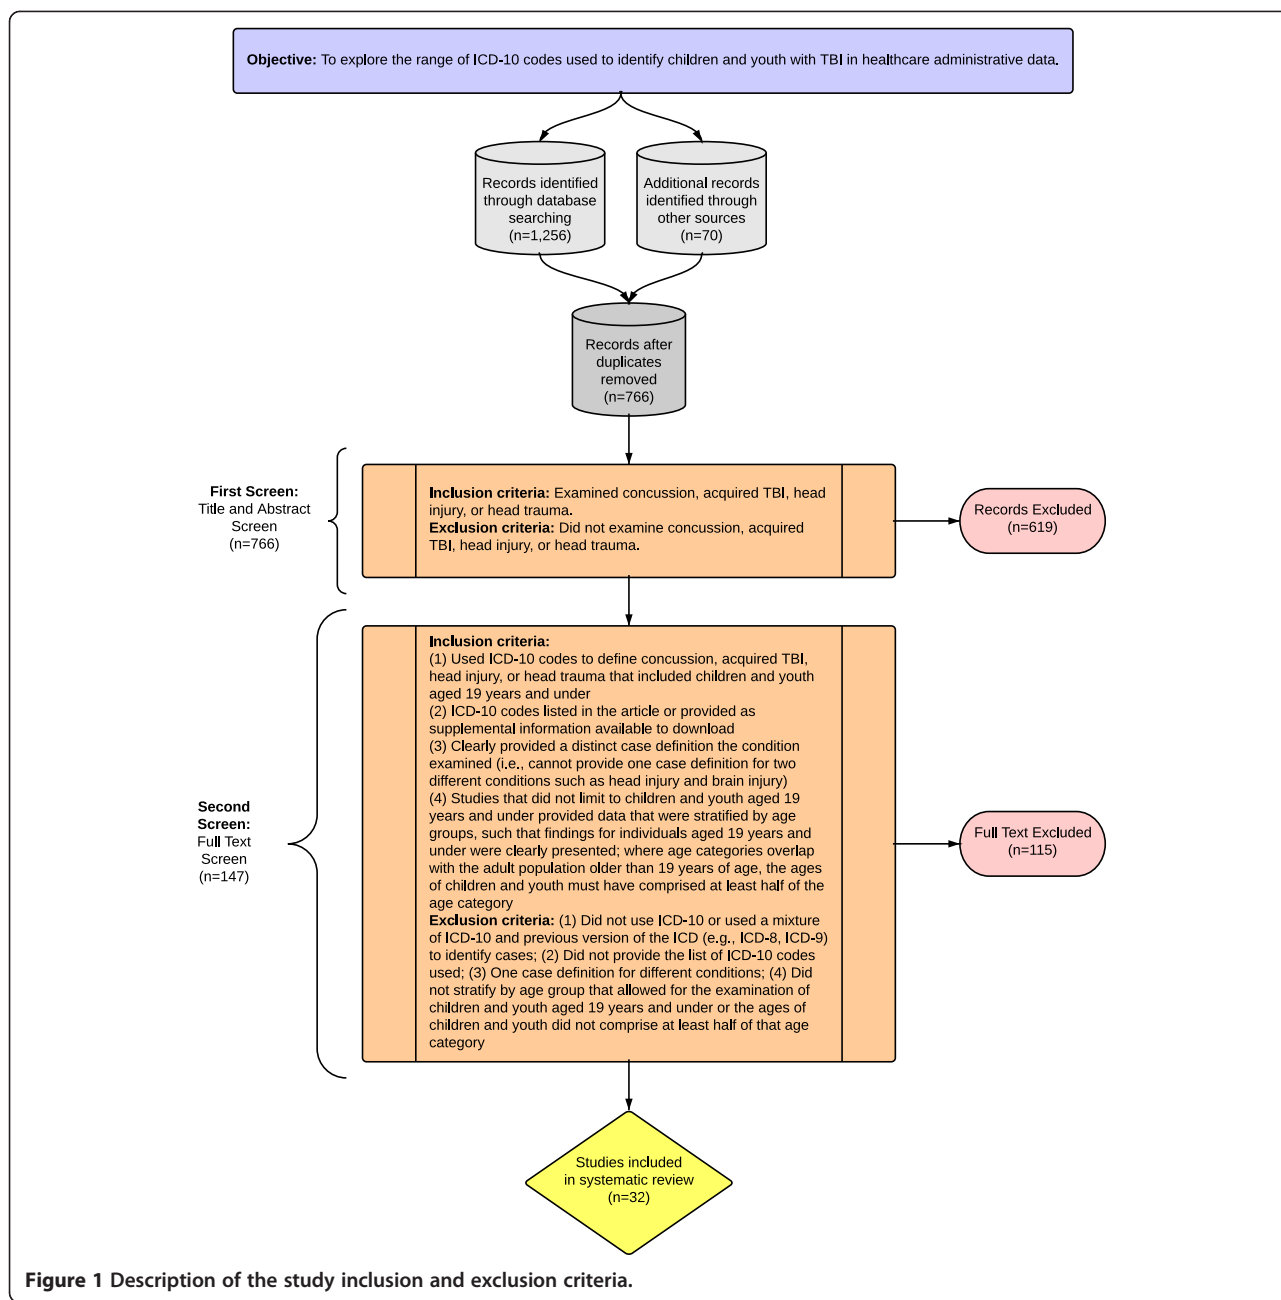 Objective: To explore the range of ICD-10 codes used to identify children and youth with TBI in healthcare administrative data.
Records identified
through database
searching
(n=1,256)
Additional records
identified through
other sources
(n=70)
Records after
duplicates
removed
(n=766)
First Screen:
Title and Abstract
Screen
(n=766)
Inclusion criteria: Examined concussion, acquired TBI, head
injury, or head trauma.
Exclusion criteria: Did not examine concussion, acquired
TBI, head injury, or head trauma.
Records Excluded
(n=619)
Second
Screen:
Full Text
Screen
(n=147)
Inclusion criteria:
(1) Used ICD-10 codes to define concussion, acquired TBI,
head injury, or head trauma that included children and youth
aged 19 years and under
(2) ICD-10 codes listed in the article or provided as
supplemental information available to download
(3) Clearly provided a distinct case definition the condition
examined (i.e., cannot provide one case definition for two
different conditions such as head injury and brain injury)
(4) Studies that did not limit to children and youth aged 19
years and under provided data that were stratified by age
groups, such that findings for individuals aged 19 years and
under were clearly presented; where age categories overlap
with the adult population older than 19 years of age, the ages
of children and youth must have comprised at least half of the
age category
Exclusion criteria: (1) Did not use ICD-10 or used a mixture
of ICD-10 and previous version of the ICD (e.g., ICD-8, ICD-9)
to identify cases; (2) Did not provide the list of ICD-10 codes
used; (3) One case definition for different conditions; (4) Did
not stratify by age group that allowed for the examination of
children and youth aged 19 years and under or the ages of
children and youth did not comprise at least half of that age
category
Full Text Excluded
(n=115)
Studies included
in systematic review
(n=32)
Figure 1 Description of the study inclusion and exclusion criteria.